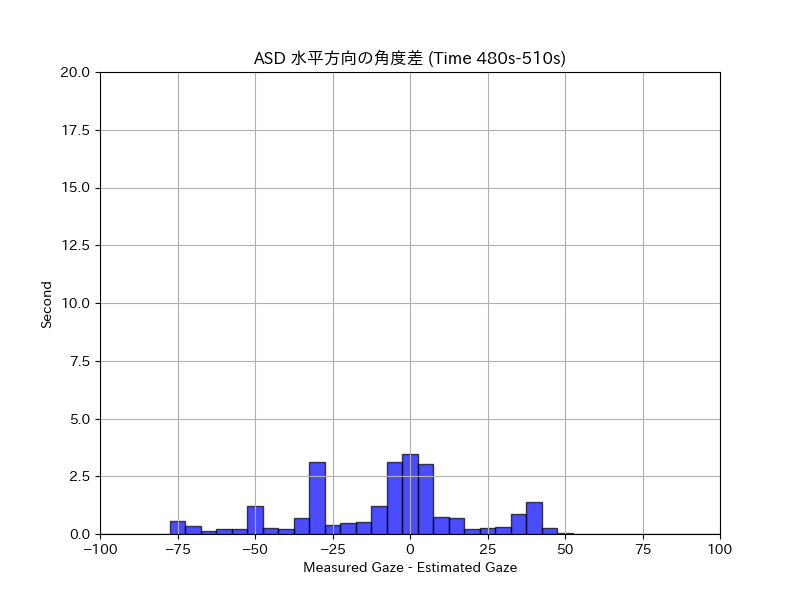 ASD 水平方向の角度差 (Time 480s-510s)
20.0
17.5
15.0
12.5
10.0
7.5
5.0
2.5
0.0
Second
−100 −75 −50 −25 0 25 50 75 100
Measured Gaze - Estimated Gaze